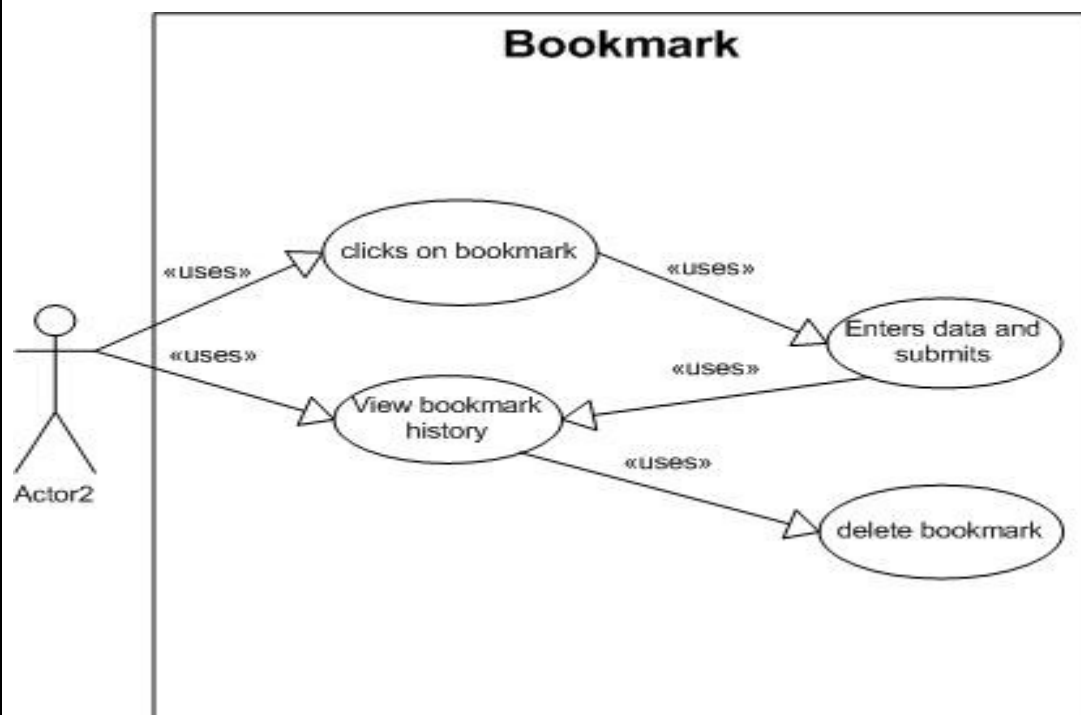 Bookmark
clicks on bookmark
«uses»
«uses»
Enters data and
submits
«uses»
«uses»
View bookmark
history
«uses»
Actor2
delete bookmark